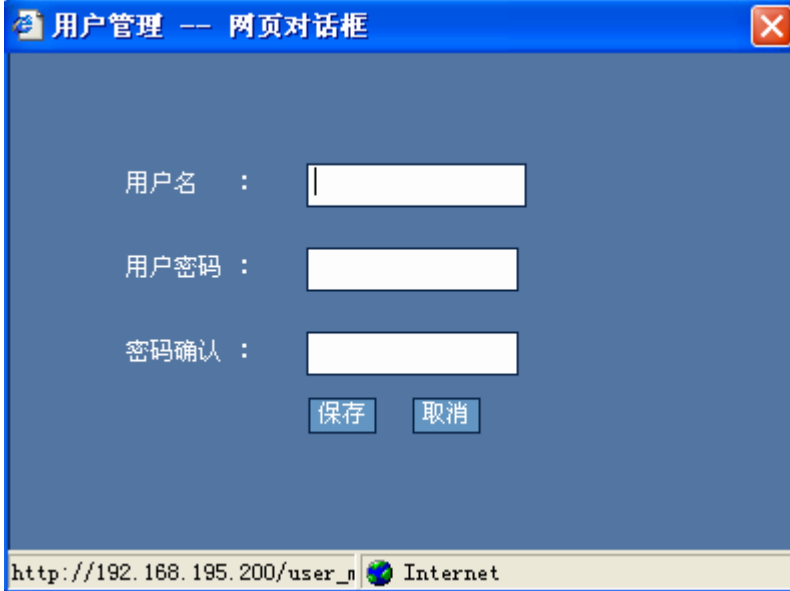 用户管理 -- 网页对话框
用户名 :
用户密码 :
密码确认 :
保存 取消
http://192.168.195.200/user_m Internet